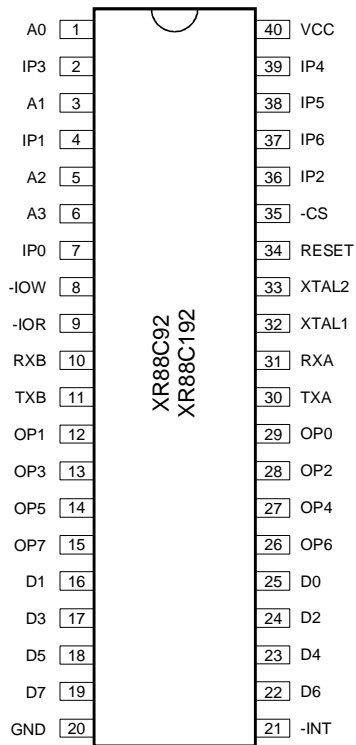 A0 1 40 VCC
IP3 2 39 IP4
A1 3 38 IP5
IP1 4 37 IP6
A2 5 36 IP2
A3 6 35 -CS
IP0 7 34 RESET
-IOW 8 33 XTAL2
-IOR 9 32 XTAL1
RXB 10 31 RXA
TXB 11 30 TXA
OP1 12 29 OP0
OP3 13 28 OP2
OP5 14 27 OP4
OP7 15 26 OP6
D1 16 25 D0
D3 17 24 D2
D5 18 23 D4
D7 19 22 D6
GND 20 21 -INT
XR88C92
XR88C192